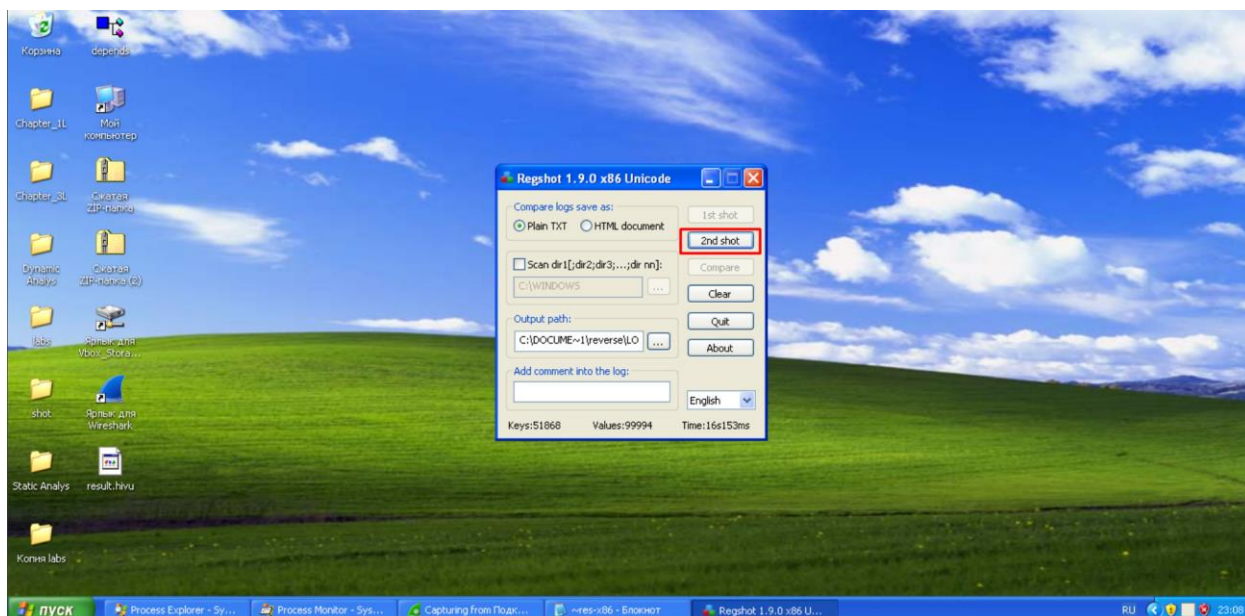 Корзина
depends
Chapter_1L
Мой
компьютер
Chapter_3L
Сжатая
ZIP-папка
Dynamic
Analys
Сжатая
ZIP-папка (2)
labs
Ярлык для
Vbox_Stora...
shot
Ярлык для
Wireshark
Static Analys
result.hivu
Копия labs
Regshot 1.9.0 x86 Unicode
Compare logs save as:
Plain TXT
HTML document
1st shot
2nd shot
Scan dir1[;dir2;dir3;...;dir nn]:
C:\WINDOWS
...
Compare
Clear
Output path:
C:\DOCUME~1\reverse\LO
...
Quit
About
Add comment into the log:
English
Keys:51868
Values:99994
Time:16s153ms
пуск
Process Explorer - Sy...
Process Monitor - Sys...
Capturing from Подк...
~res-x86 - Блокнот
Regshot 1.9.0 x86 U...
RU
23:08